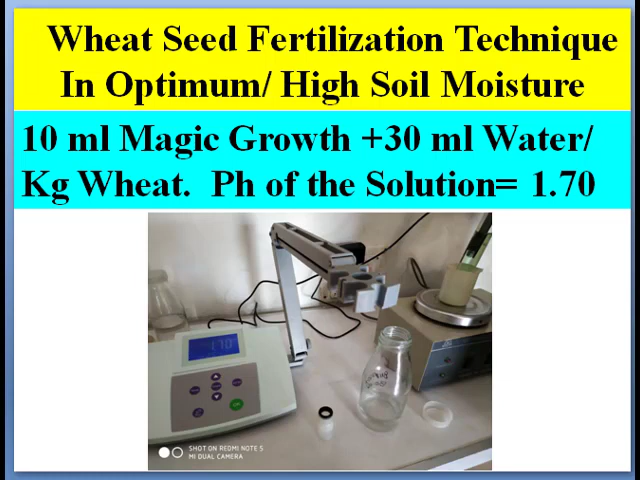 Wheat Seed Fertilization Technique
In Optimum/ High Soil Moisture
10 ml Magic Growth +30 ml Water/
Kg Wheat.  Ph of the Solution= 1.70
1.70
SHOT ON REDMI NOTE 5
MI DUAL CAMERA